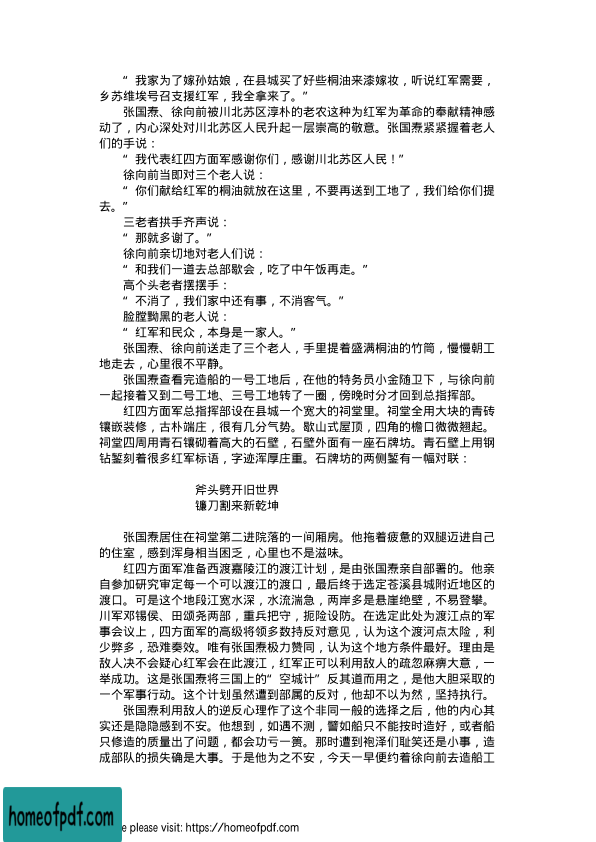 “ 我家为了嫁孙姑娘，在县城买了好些桐油来漆嫁妆，听说红军需要，
乡苏维埃号召支援红军，我全拿来了。”
张国焘、徐向前被川北苏区淳朴的老农这种为红军为革命的奉献精神感
动了，内心深处对川北苏区人民升起一层崇高的敬意。张国焘紧紧握着老人
们的手说：
“ 我代表红四方面军感谢你们，感谢川北苏区人民！”
徐向前当即对三个老人说：
“ 你们献给红军的桐油就放在这里，不要再送到工地了，我们给你们提
去。”
三老者拱手齐声说：
“ 那就多谢了。”
徐向前亲切地对老人们说：
“ 和我们一道去总部歇会，吃了中午饭再走。”
高个头老者摆摆手：
“ 不消了，我们家中还有事，不消客气。”
脸膛黝黑的老人说：
“ 红军和民众，本身是一家人。”
张国焘、徐向前送走了三个老人，手里提着盛满桐油的竹筒，慢慢朝工
地走去，心里很不平静。
张国焘查看完造船的一号工地后，在他的特务员小金随卫下，与徐向前
一起接着又到二号工地、三号工地转了一圈，傍晚时分才回到总指挥部。
红四方面军总指挥部设在县城一个宽大的祠堂里。祠堂全用大块的青砖
镶嵌装修，古朴端庄，很有几分气势。歇山式屋顶，四角的檐口微微翘起。
祠堂四周用青石镶砌着高大的石壁，石壁外面有一座石牌坊。青石壁上用钢
钻錾刻着很多红军标语，字迹浑厚庄重。石牌坊的两侧錾有一幅对联：
斧头劈开旧世界
镰刀割来新乾坤
张国焘居住在祠堂第二进院落的一间厢房。他拖着疲惫的双腿迈进自己
的住室，感到浑身相当困乏，心里也不是滋味。
红四方面军准备西渡嘉陵江的渡江计划，是由张国焘亲自部署的。他亲
自参加研究审定每一个可以渡江的渡口，最后终于选定苍溪县城附近地区的
渡口。可是这个地段江宽水深，水流湍急，两岸多是悬崖绝壁，不易登攀。
川军邓锡侯、田颂尧两部，重兵把守，扼险设防。在选定此处为渡江点的军
事会议上，四方面军的高级将领多数持反对意见，认为这个渡河点太险，利
少弊多，恐难奏效。唯有张国焘极力赞同，认为这个地方条件最好。理由是
敌人决不会疑心红军会在此渡江，红军正可以利用敌人的疏忽麻痹大意，一
举成功。这是张国焘将三国上的“ 空城计” 反其道而用之，是他大胆采取的
一个军事行动。这个计划虽然遭到部属的反对，他却不以为然，坚持执行。
张国焘利用敌人的逆反心理作了这个非同一般的选择之后，他的内心其
实还是隐隐感到不安。他想到，如遇不测，譬如船只不能按时造好，或者船
只修造的质量出了问题，都会功亏一篑。那时遭到袍泽们耻笑还是小事，造
成部队的损失确是大事。于是他为之不安，今天一早便约着徐向前去造船工
homeofpdf.com
e please visit: https://homeofpdf.com